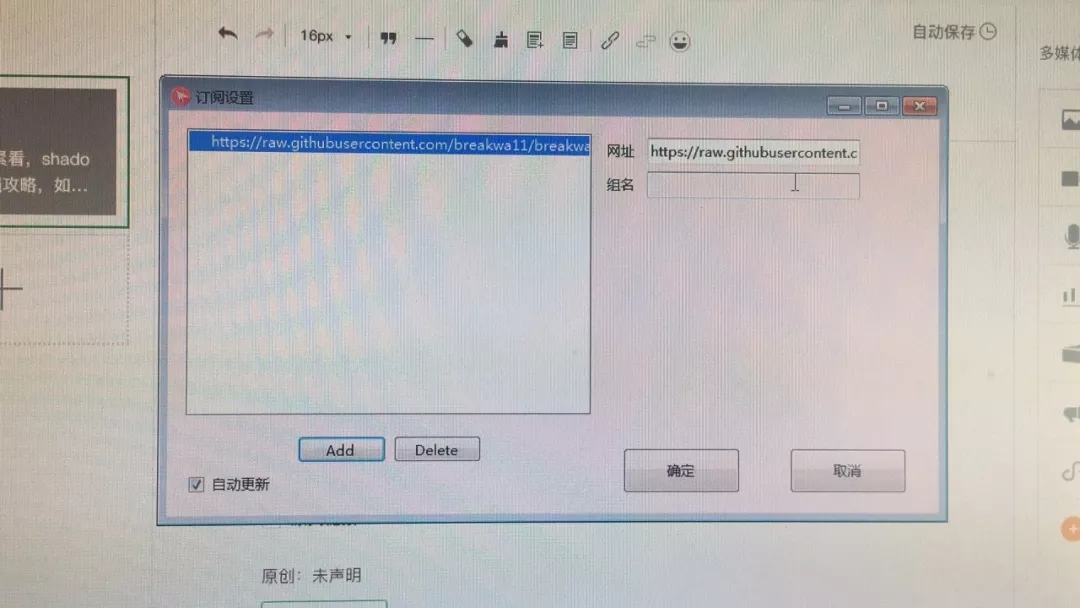 16px
自动保存
多媒体
订阅设置
https://raw.githubusercontent.com/breakwa11/breakwa
网址 https://raw.githubusercontent.c
组名
看，shado
攻略，如...
Add
Delete
确定
取消
自动更新
原创：未声明